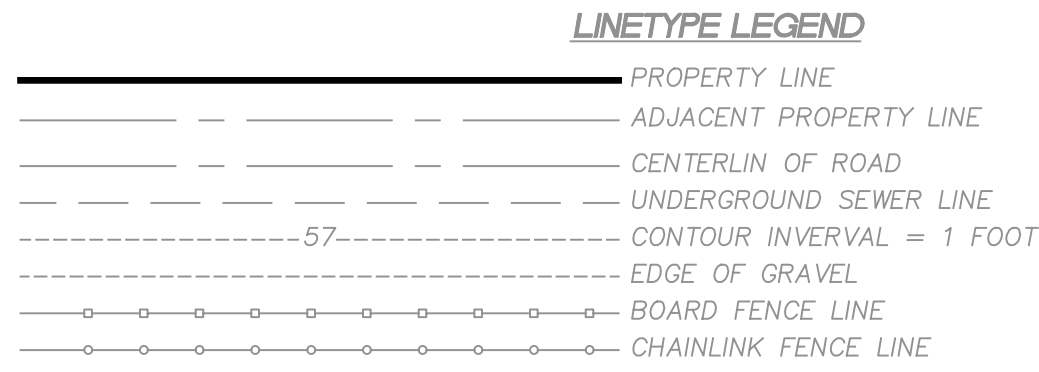 LINETYPE LEGEND
PROPERTY LINE
ADJACENT PROPERTY LINE
CENTERLIN OF ROAD
UNDERGROUND SEWER LINE
57 CONTOUR INVERVAL = 1 FOOT
EDGE OF GRAVEL
BOARD FENCE LINE
CHAINLINK FENCE LINE